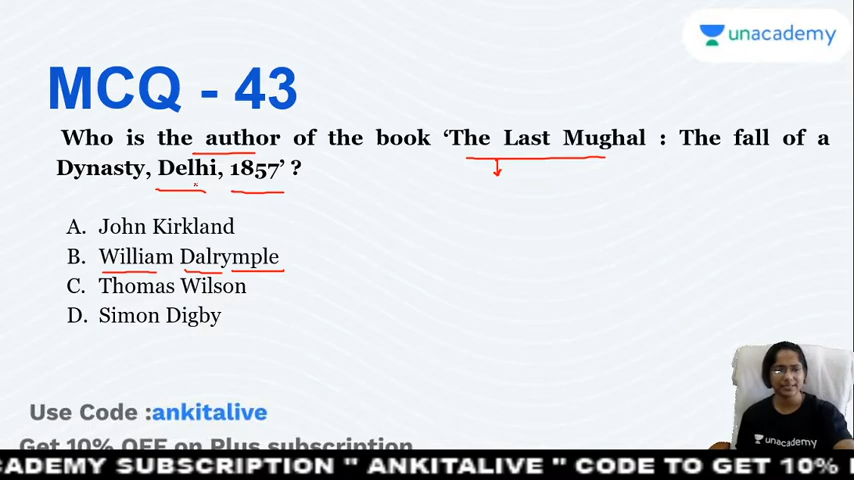 unacademy
MCQ - 43
Who is the author of the book ‘The Last Mughal : The fall of a
Dynasty, Delhi, 1857’ ?
A. John Kirkland
B. William Dalrymple
C. Thomas Wilson
D. Simon Digby
Use Code :ankitalive
Get 10% OFF on Plus subscription
unacademy
CADEMY SUBSCRIPTION " ANKITALIVE " CODE TO GET 10%